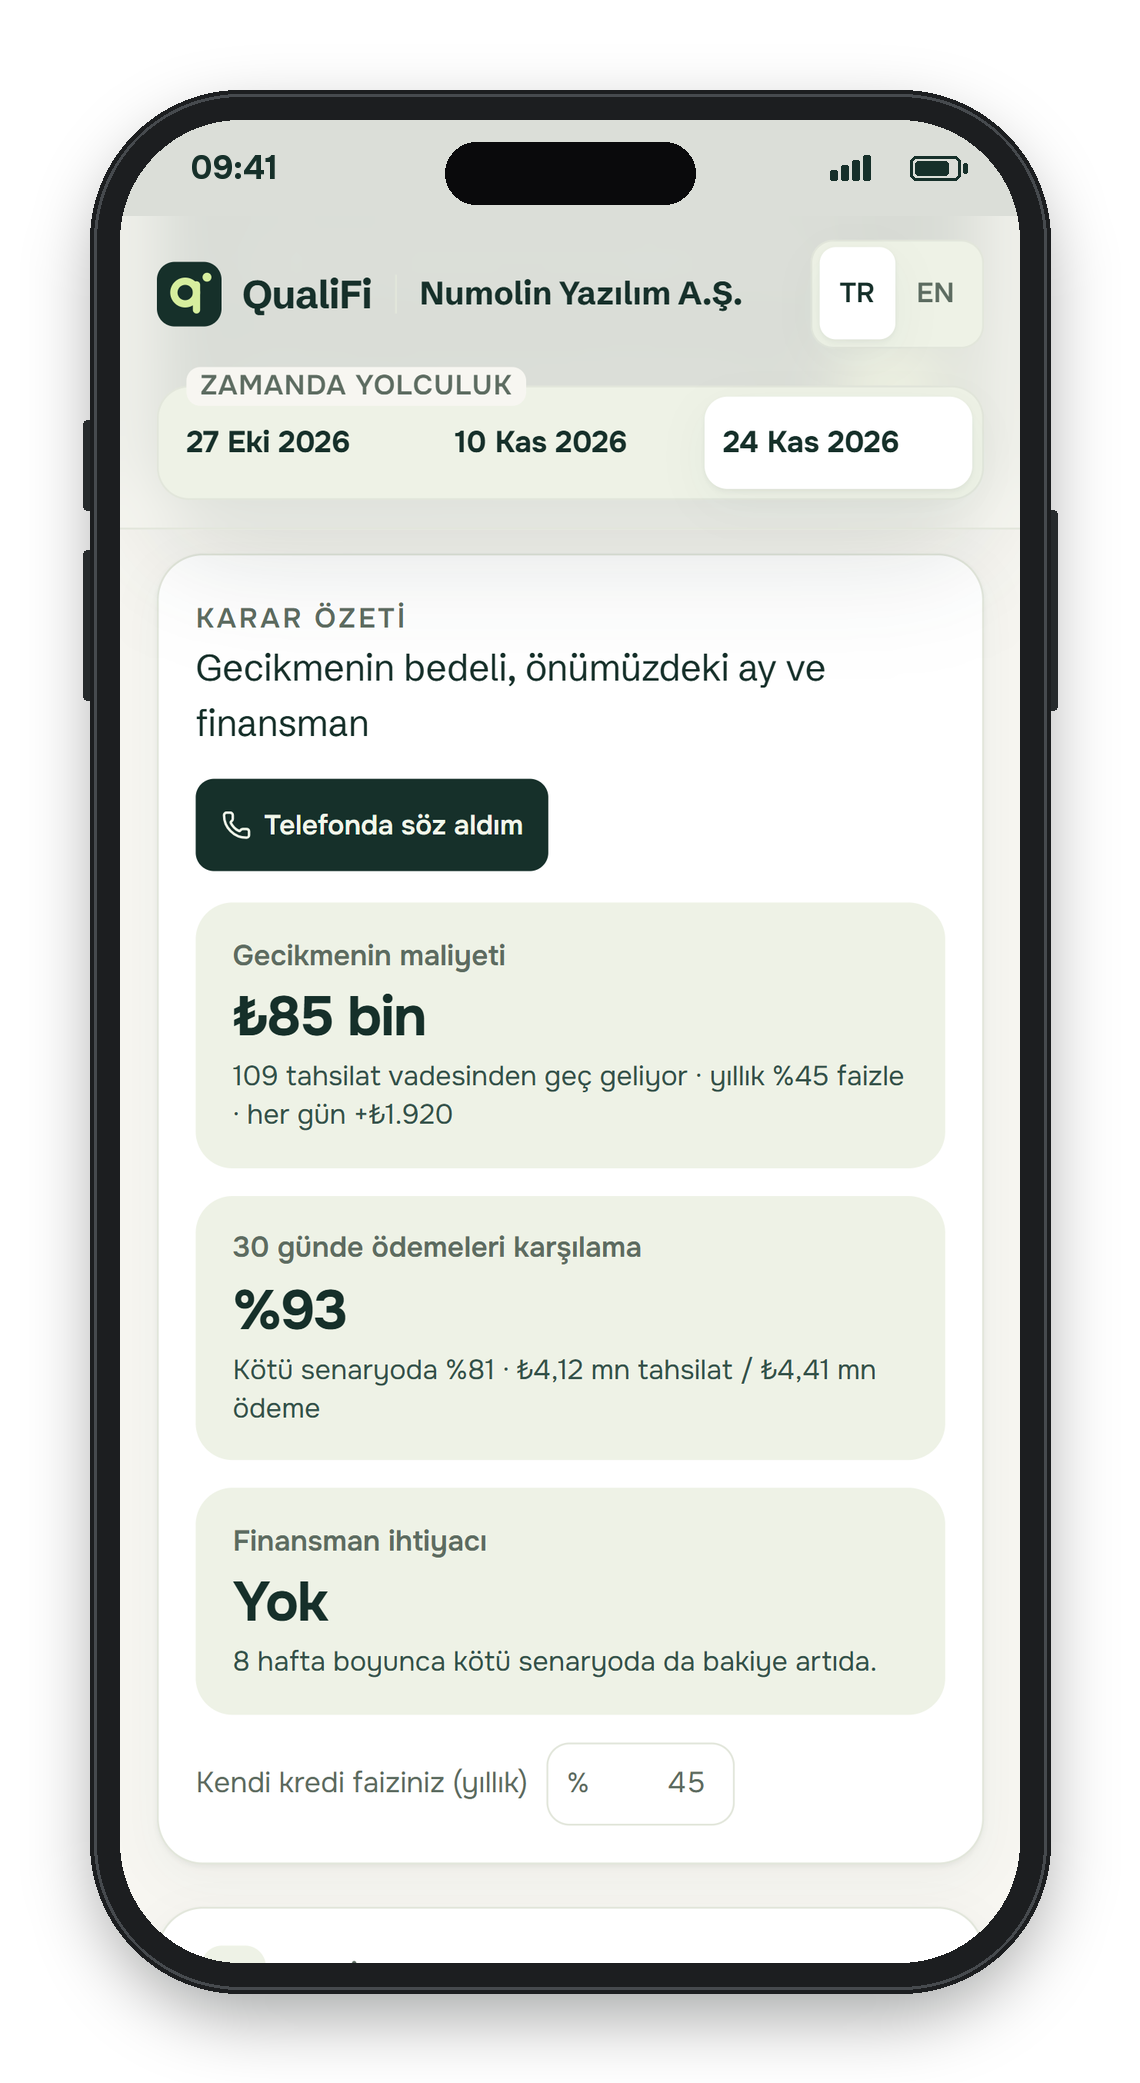 09:41
QualiFi
Numolin Yazılım A.Ş.
TR
EN
ZAMANDA YOLCULUK
27 Eki 2026
10 Kas 2026
24 Kas 2026
KARAR ÖZETİ
Gecikmenin bedeli, önümüzdeki ay ve
finansman
Telefonda söz aldım
Gecikmenin maliyeti
₺85 bin
109 tahsilat vadesinden geç geliyor · yıllık %45 faizle
· her gün +₺1.920
30 günde ödemeleri karşılama
%93
Kötü senaryoda %81 · ₺4,12 mn tahsilat / ₺4,41 mn
ödeme
Finansman ihtiyacı
Yok
8 hafta boyunca kötü senaryoda da bakiye artıda.
Kendi kredi faiziniz (yıllık)
% 45